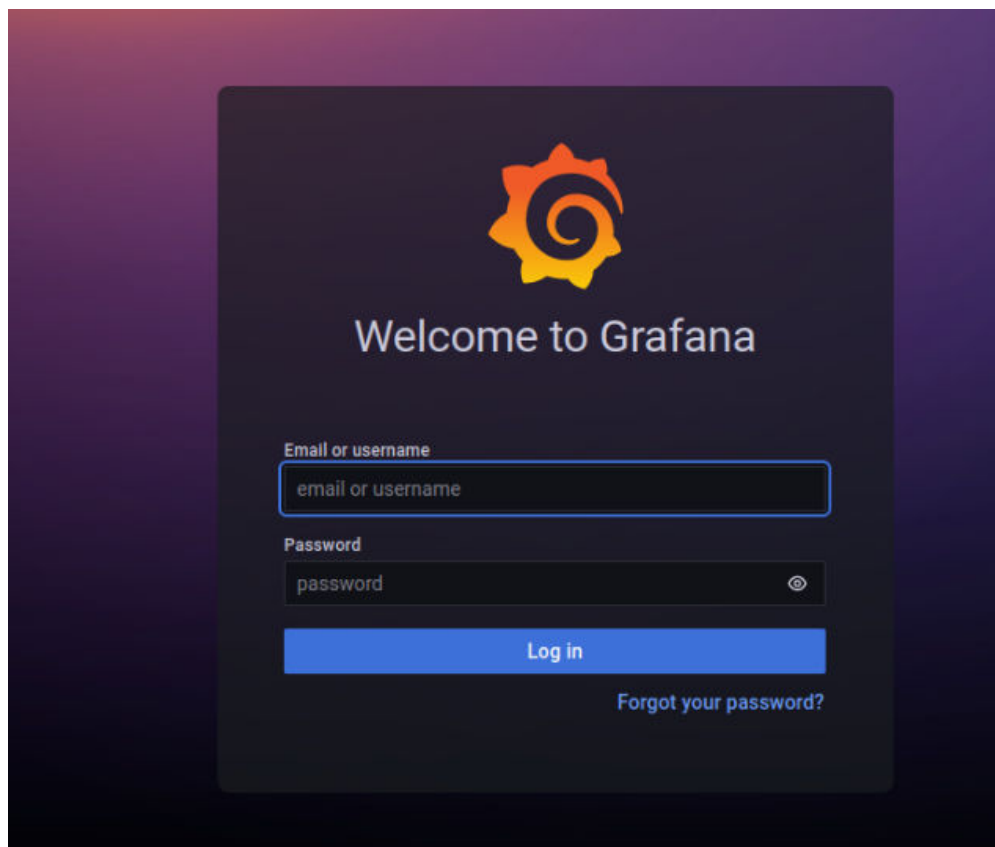 Welcome to Grafana
Email or username
email or username
Password
password
Log in
Forgot your password?